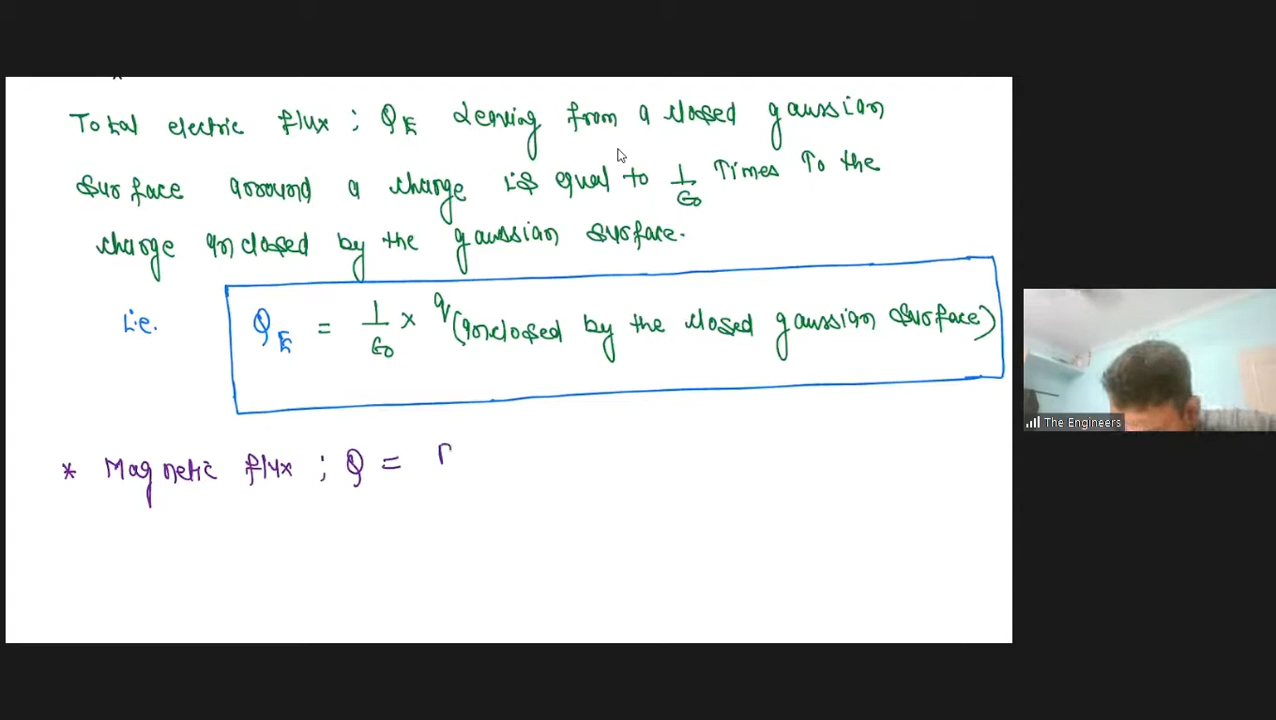 Total electric flux ; φE Leaving from a closed gaussian
surface around a charge is equal to 1/ε0 Times To the
charge enclosed by the gaussian surface.
i.e. φE = 1/ε0 × q (enclosed by the closed gaussian surface)
* Magnetic flux ; φ =
The Engineers